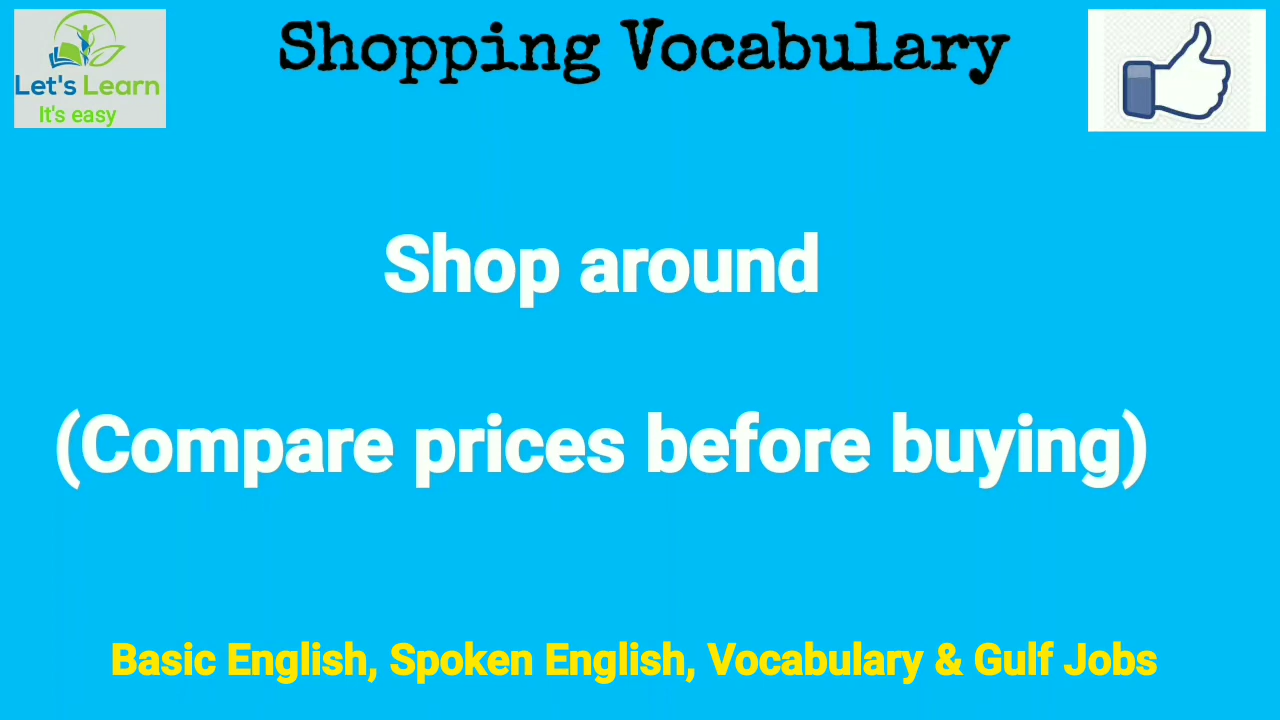 Shopping Vocabulary
Let's Learn
It's easy
Shop around
(Compare prices before buying)
Basic English, Spoken English, Vocabulary & Gulf Jobs